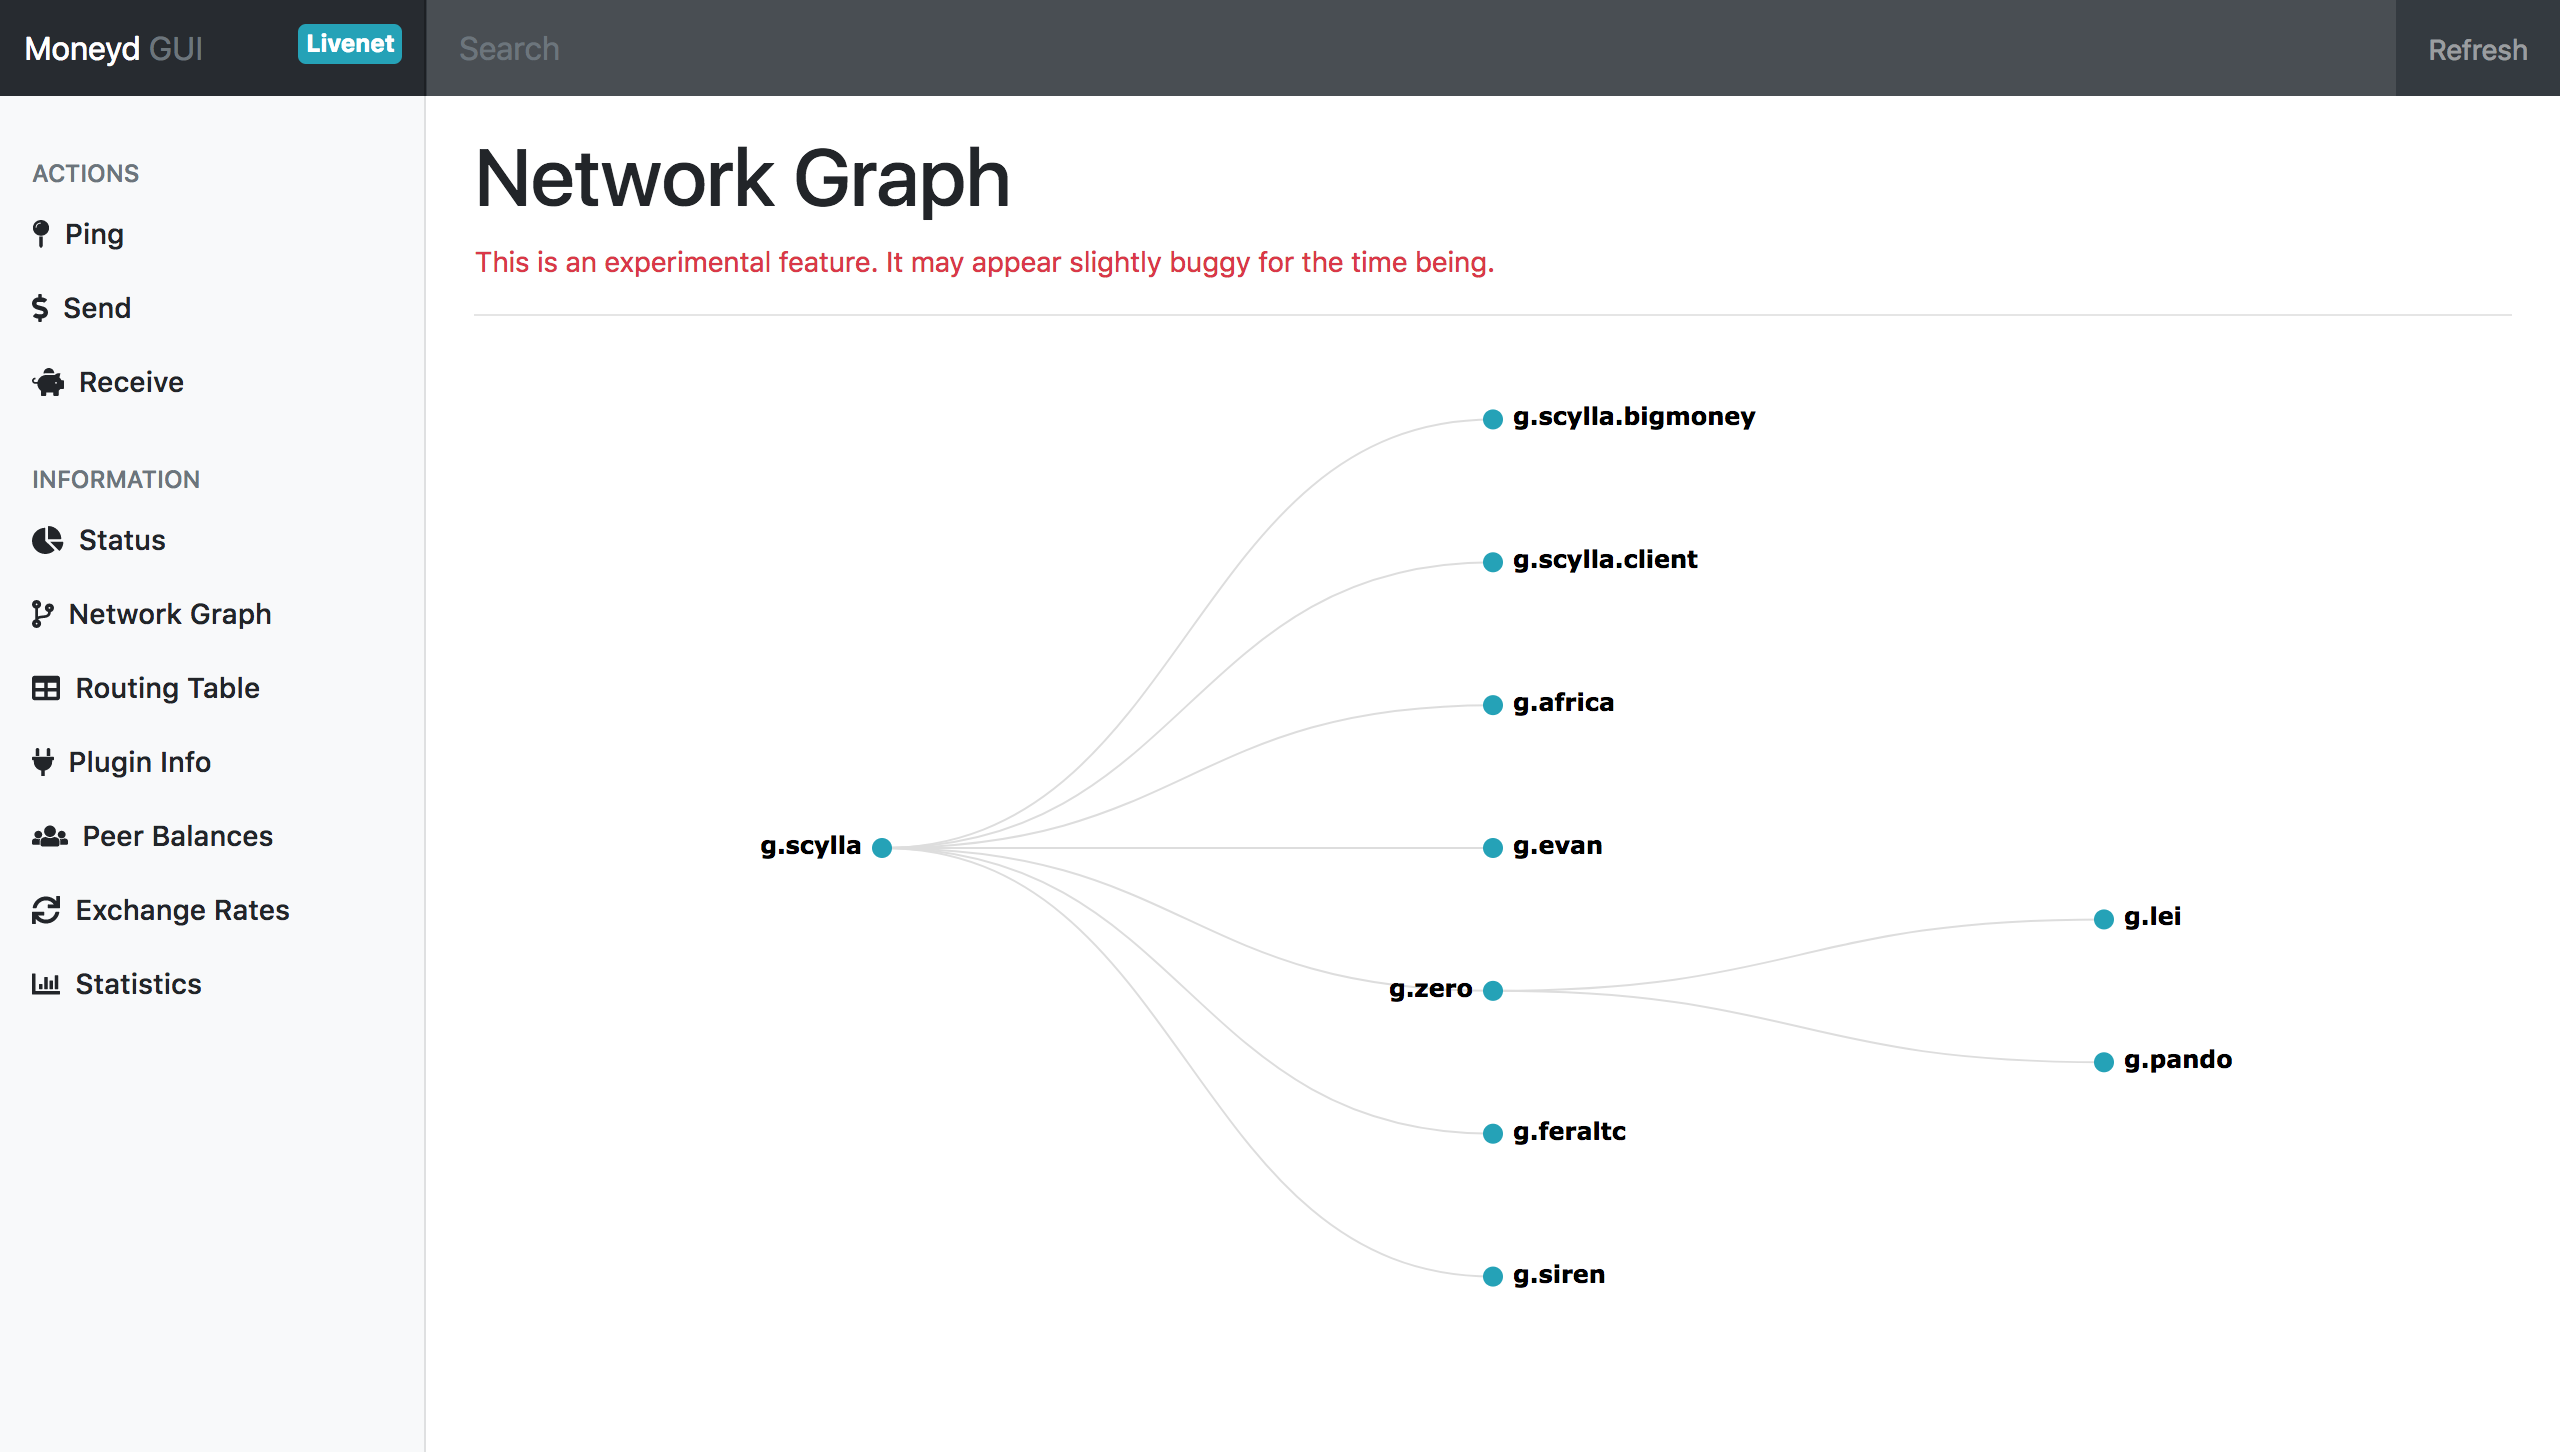 Moneyd GUI
Livenet
Search
Refresh
ACTIONS
Ping
Send
Receive
INFORMATION
Status
Network Graph
Routing Table
Plugin Info
Peer Balances
Exchange Rates
Statistics
Network Graph
This is an experimental feature. It may appear slightly buggy for the time being.
g.scylla.bigmoney
g.scylla.client
g.africa
g.scylla
g.evan
g.lei
g.zero
g.pando
g.feraltc
g.siren